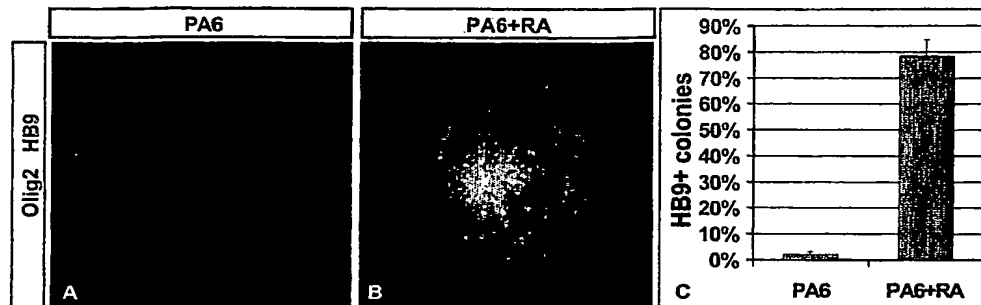 PA6
PA6+RA
Olig2 HB9
A
B
HB9+ colonies
90%
80%
70%
60%
50%
40%
30%
20%
10%
0%
C
PA6
PA6+RA